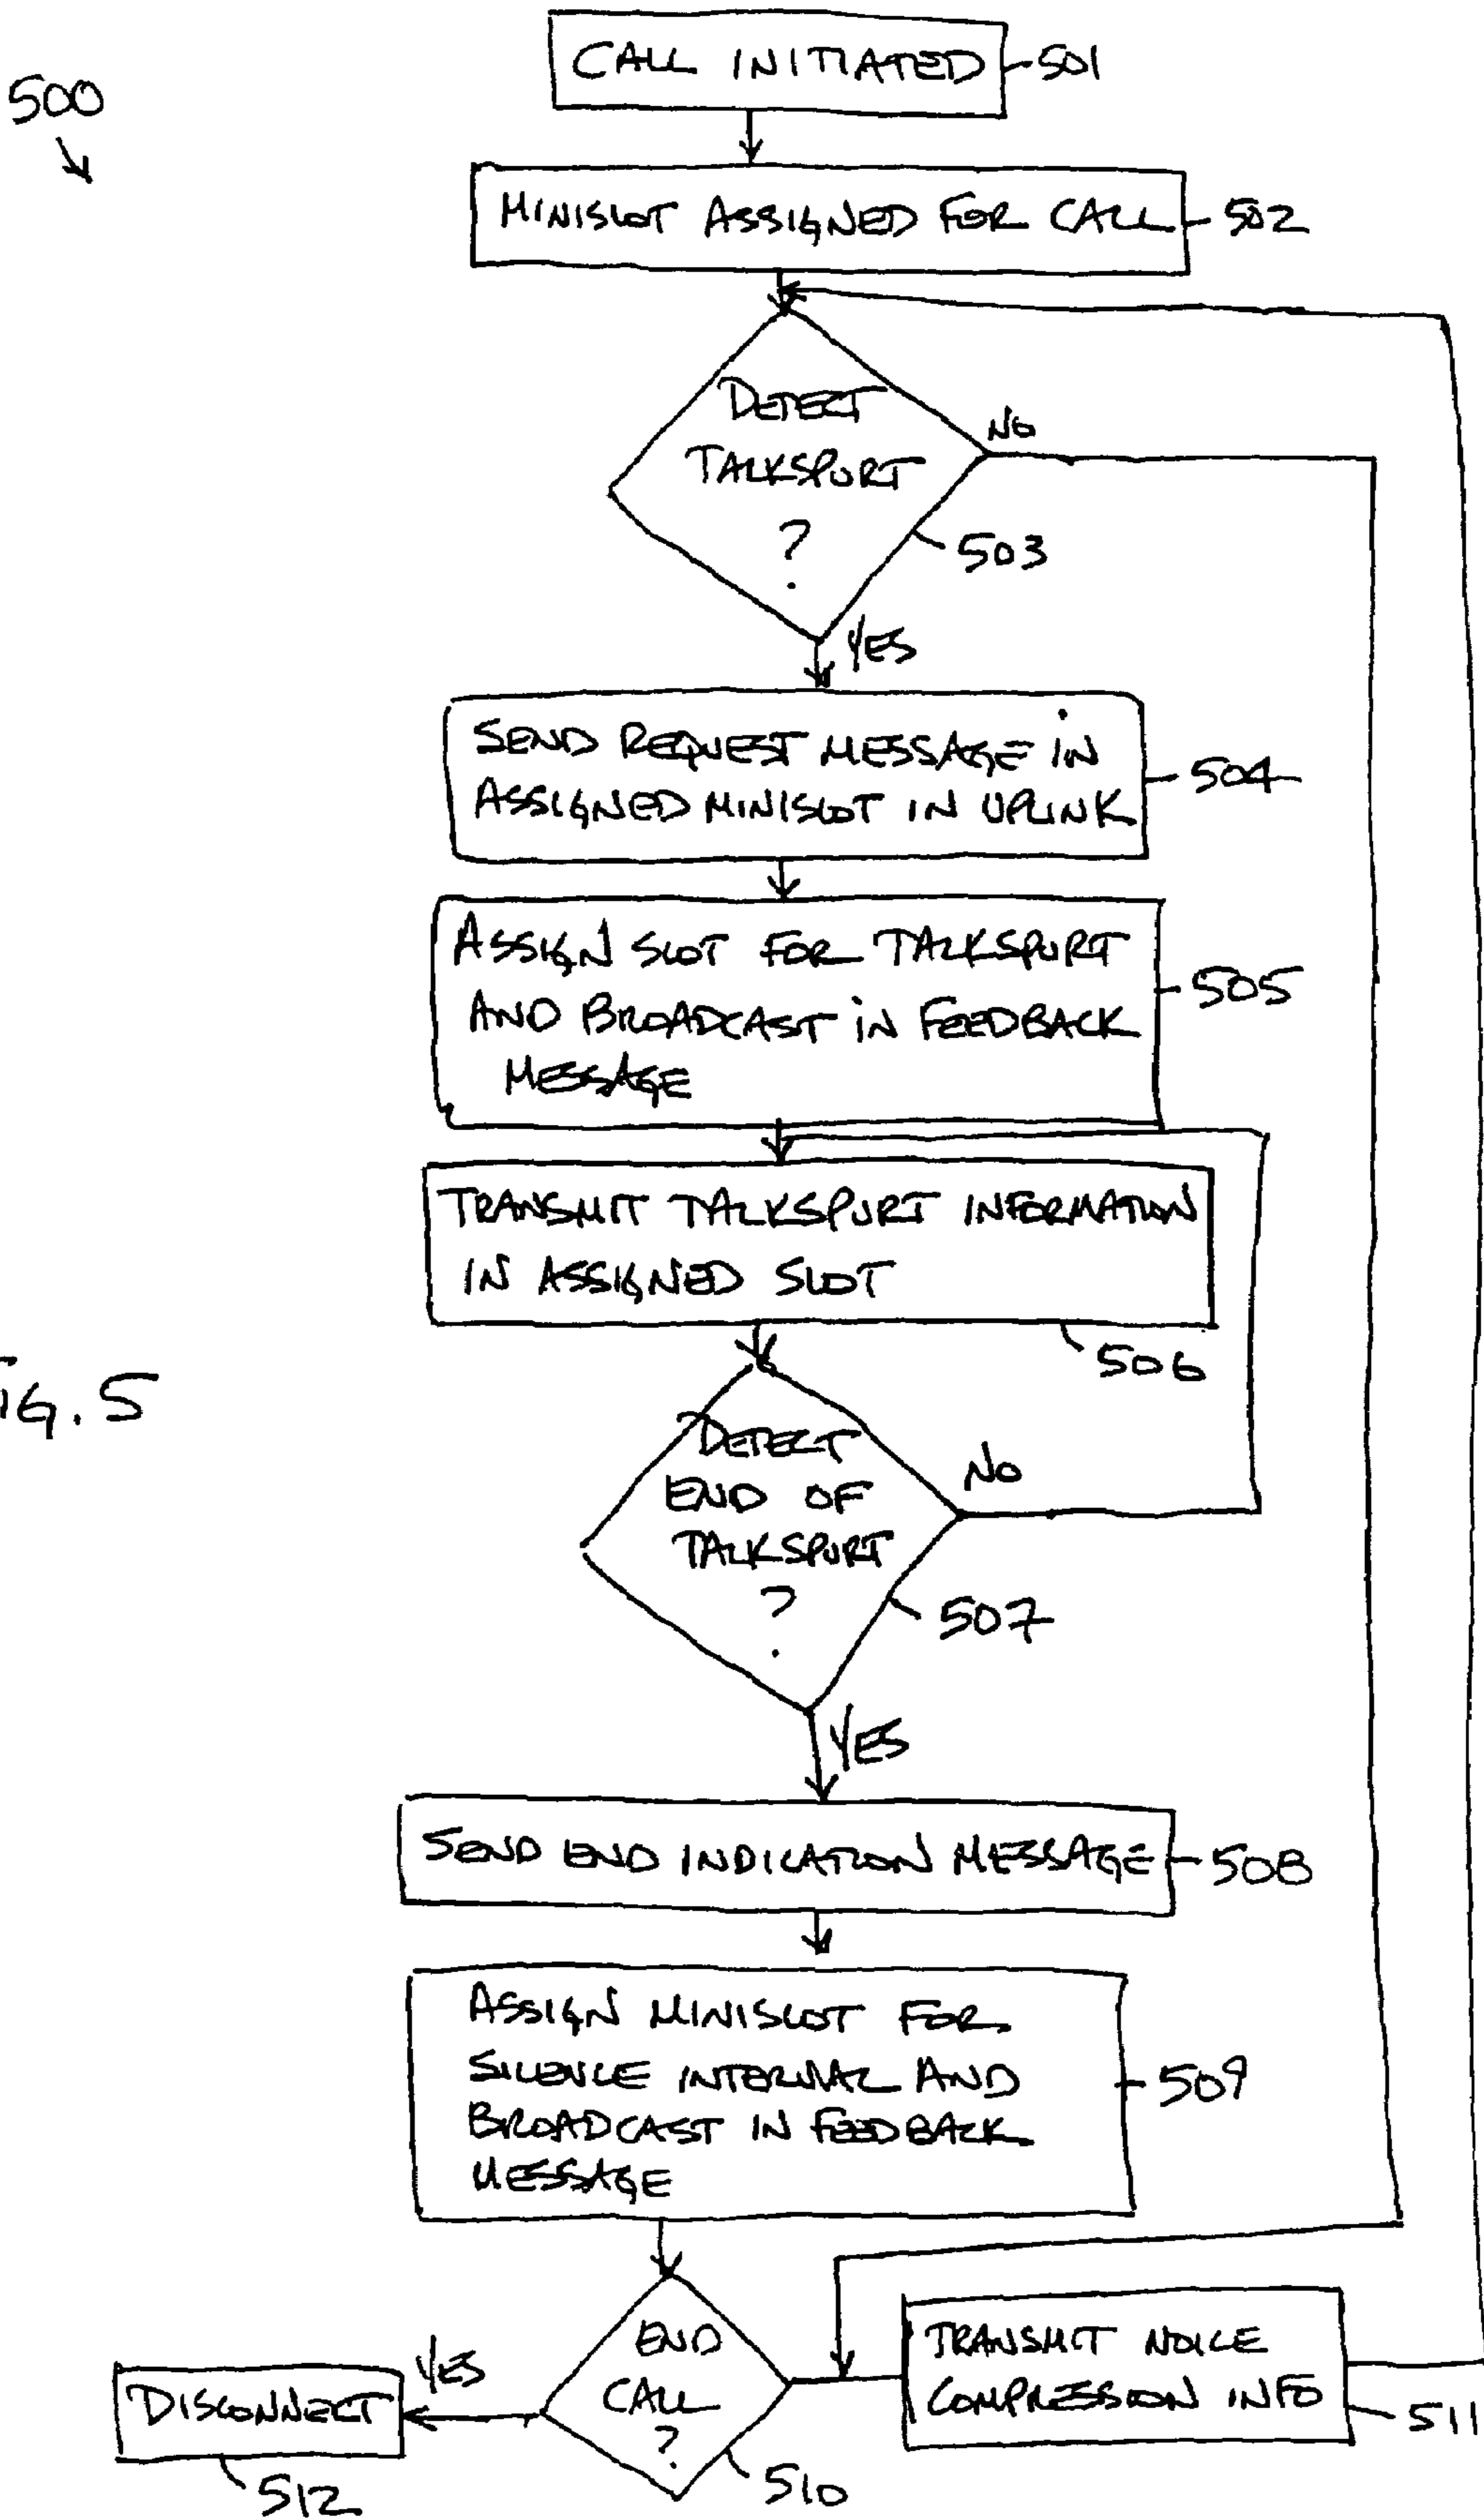 CALL INITIATED
501
500
MINISLOT ASSIGNED FOR CALL
502
DETECT
TALKSPURT
?
NO
503
YES
SEND REQUEST MESSAGE IN
ASSIGNED MINISLOT IN UPLINK
504
ASSIGN SLOT FOR TALKSPURT
AND BROADCAST IN FEEDBACK
MESSAGE
505
TRANSMIT TALKSPURT INFORMATION
IN ASSIGNED SLOT
506
IG. 5
DETECT
END OF
TALKSPURT
?
NO
507
YES
SEND END INDICATION MESSAGE
508
ASSIGN MINISLOT FOR
SILENCE INTERVAL AND
BROADCAST IN FEEDBACK
MESSAGE
509
END
CALL
?
YES
DISCONNECT
TRANSMIT NOICE
COMPRESSION INFO
511
510
512